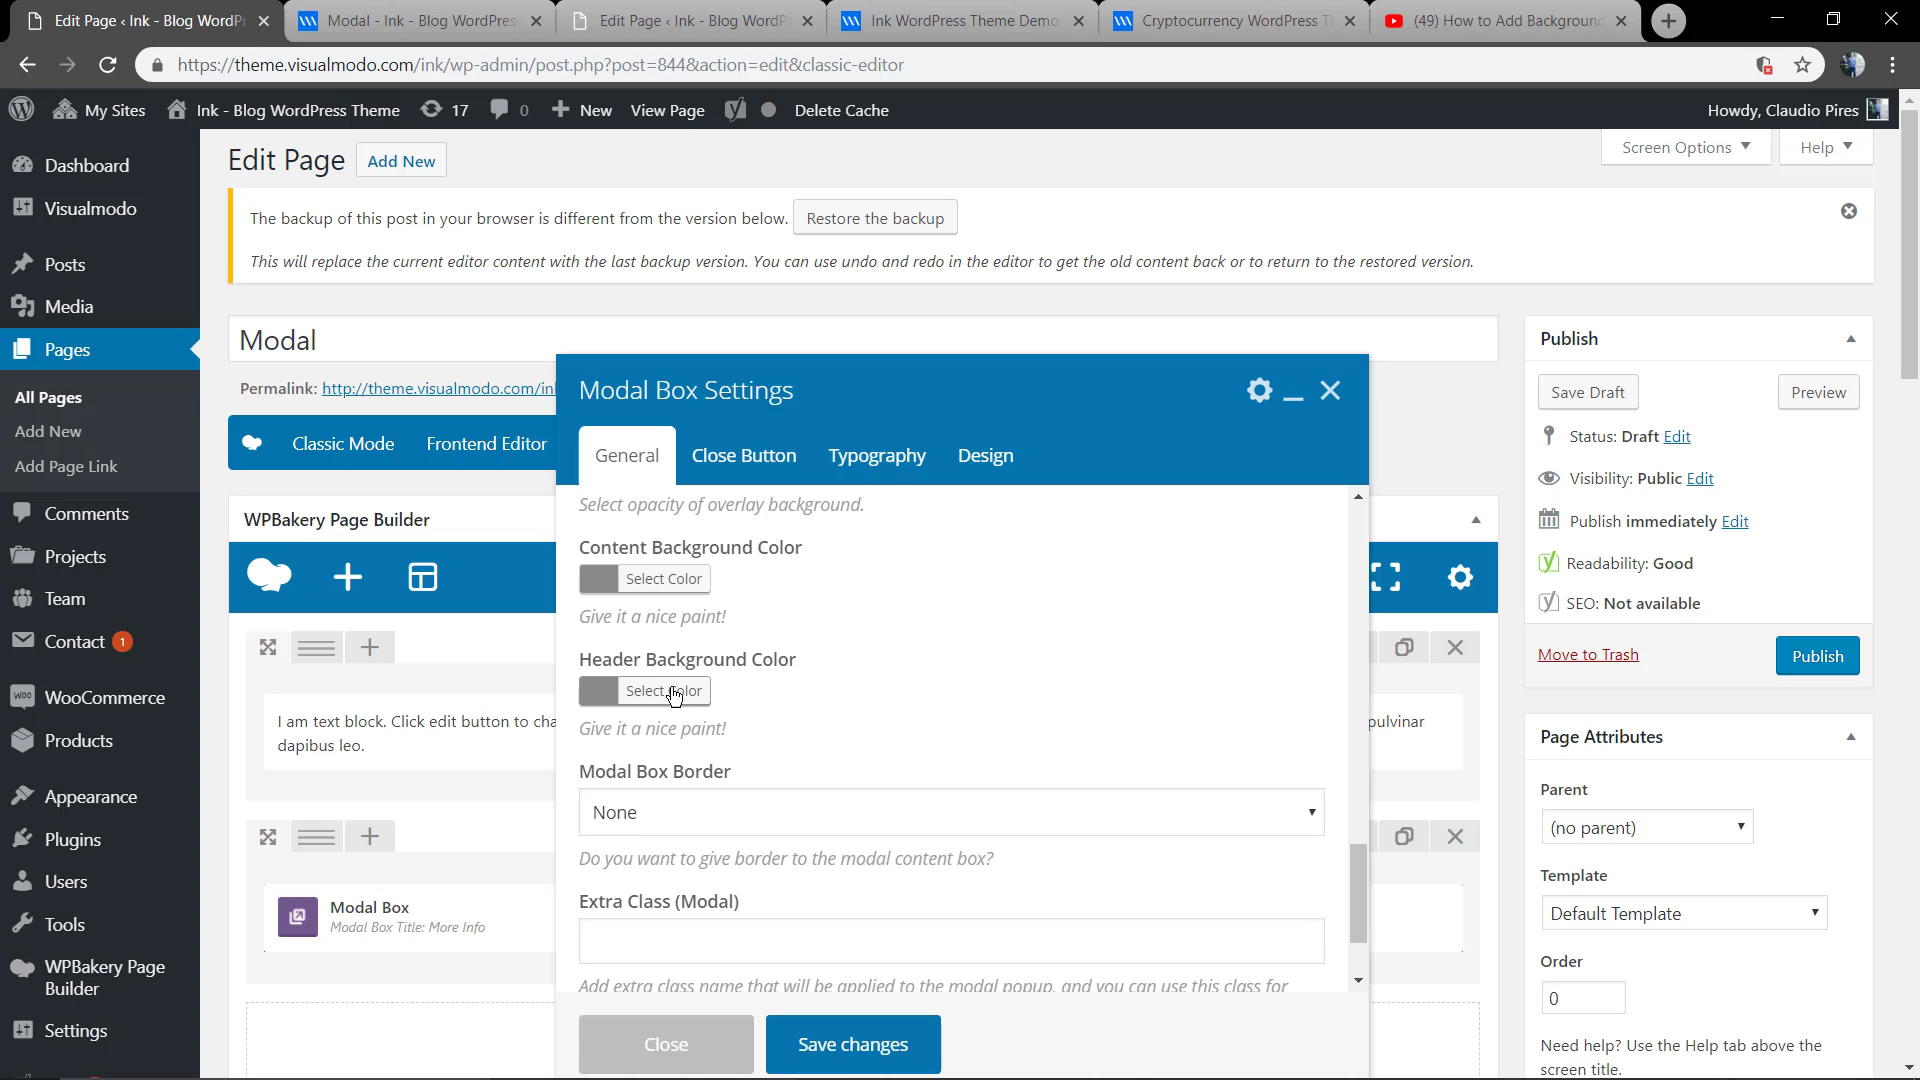 Edit Page ‹ Ink - Blog WordPr
Modal - Ink - Blog WordPress
Edit Page ‹ Ink - Blog WordP
Ink WordPress Theme Demo
Cryptocurrency WordPress T
(49) How to Add Background
https://theme.visualmodo.com/ink/wp-admin/post.php?post=844&action=edit&classic-editor
My Sites
Ink - Blog WordPress Theme
17
0
New
View Page
Delete Cache
Howdy, Claudio Pires
Dashboard
Visualmodo
Posts
Media
Pages
All Pages
Add New
Add Page Link
Comments
Projects
Team
Contact 1
WooCommerce
Products
Appearance
Plugins
Users
Tools
WPBakery Page
Builder
Settings
Edit Page
Add New
Screen Options
Help
The backup of this post in your browser is different from the version below.
Restore the backup
This will replace the current editor content with the last backup version. You can use undo and redo in the editor to get the old content back or to return to the restored version.
Modal
Permalink: http://theme.visualmodo.com/in
Classic Mode
Frontend Editor
WPBakery Page Builder
I am text block. Click edit button to cha
pulvinar
dapibus leo.
Modal Box
Modal Box Title: More Info
Modal Box Settings
General
Close Button
Typography
Design
Select opacity of overlay background.
Content Background Color
Select Color
Give it a nice paint!
Header Background Color
Select Color
Give it a nice paint!
Modal Box Border
None
Do you want to give border to the modal content box?
Extra Class (Modal)
Add extra class name that will be applied to the modal popup, and you can use this class for
Close
Save changes
Publish
Save Draft
Preview
Status: Draft Edit
Visibility: Public Edit
Publish immediately Edit
Readability: Good
SEO: Not available
Move to Trash
Publish
Page Attributes
Parent
(no parent)
Template
Default Template
Order
0
Need help? Use the Help tab above the
screen title.